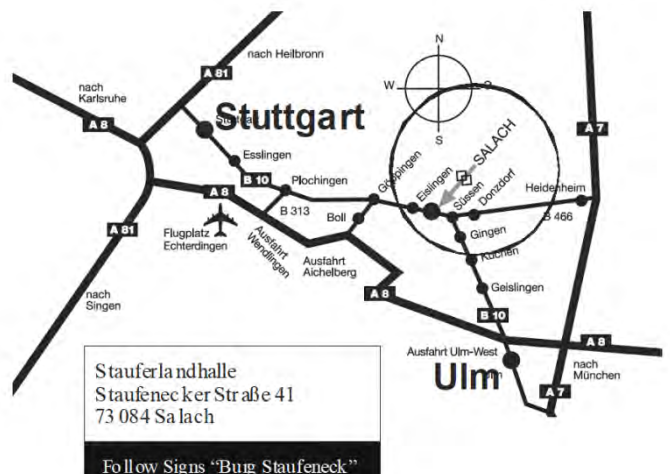 nach Heilbronn
A 81
nach
Karlsruhe
A 8
Stuttgart
Stuttgart
Esslingen
B 10
Plochingen
A 8
B 313
Flugplatz
Echterdingen
Ausfahrt
Wendlingen
Ausfahrt
Aichelberg
A 81
nach
Singen
Boll
Göppingen
Eislingen
SALACH
Süssen
Donzdorf
Heidenheim
B 466
Gingen
Kuchen
Geislingen
N
W
O
S
A 7
A 8
B 10
A 8
Ausfahrt Ulm-West
Ulm
nach
München
A 7
Stauferlandhalle
Staufenecker Straße 41
73 084 Salach
Follow Signs “Burg Staufeneck”